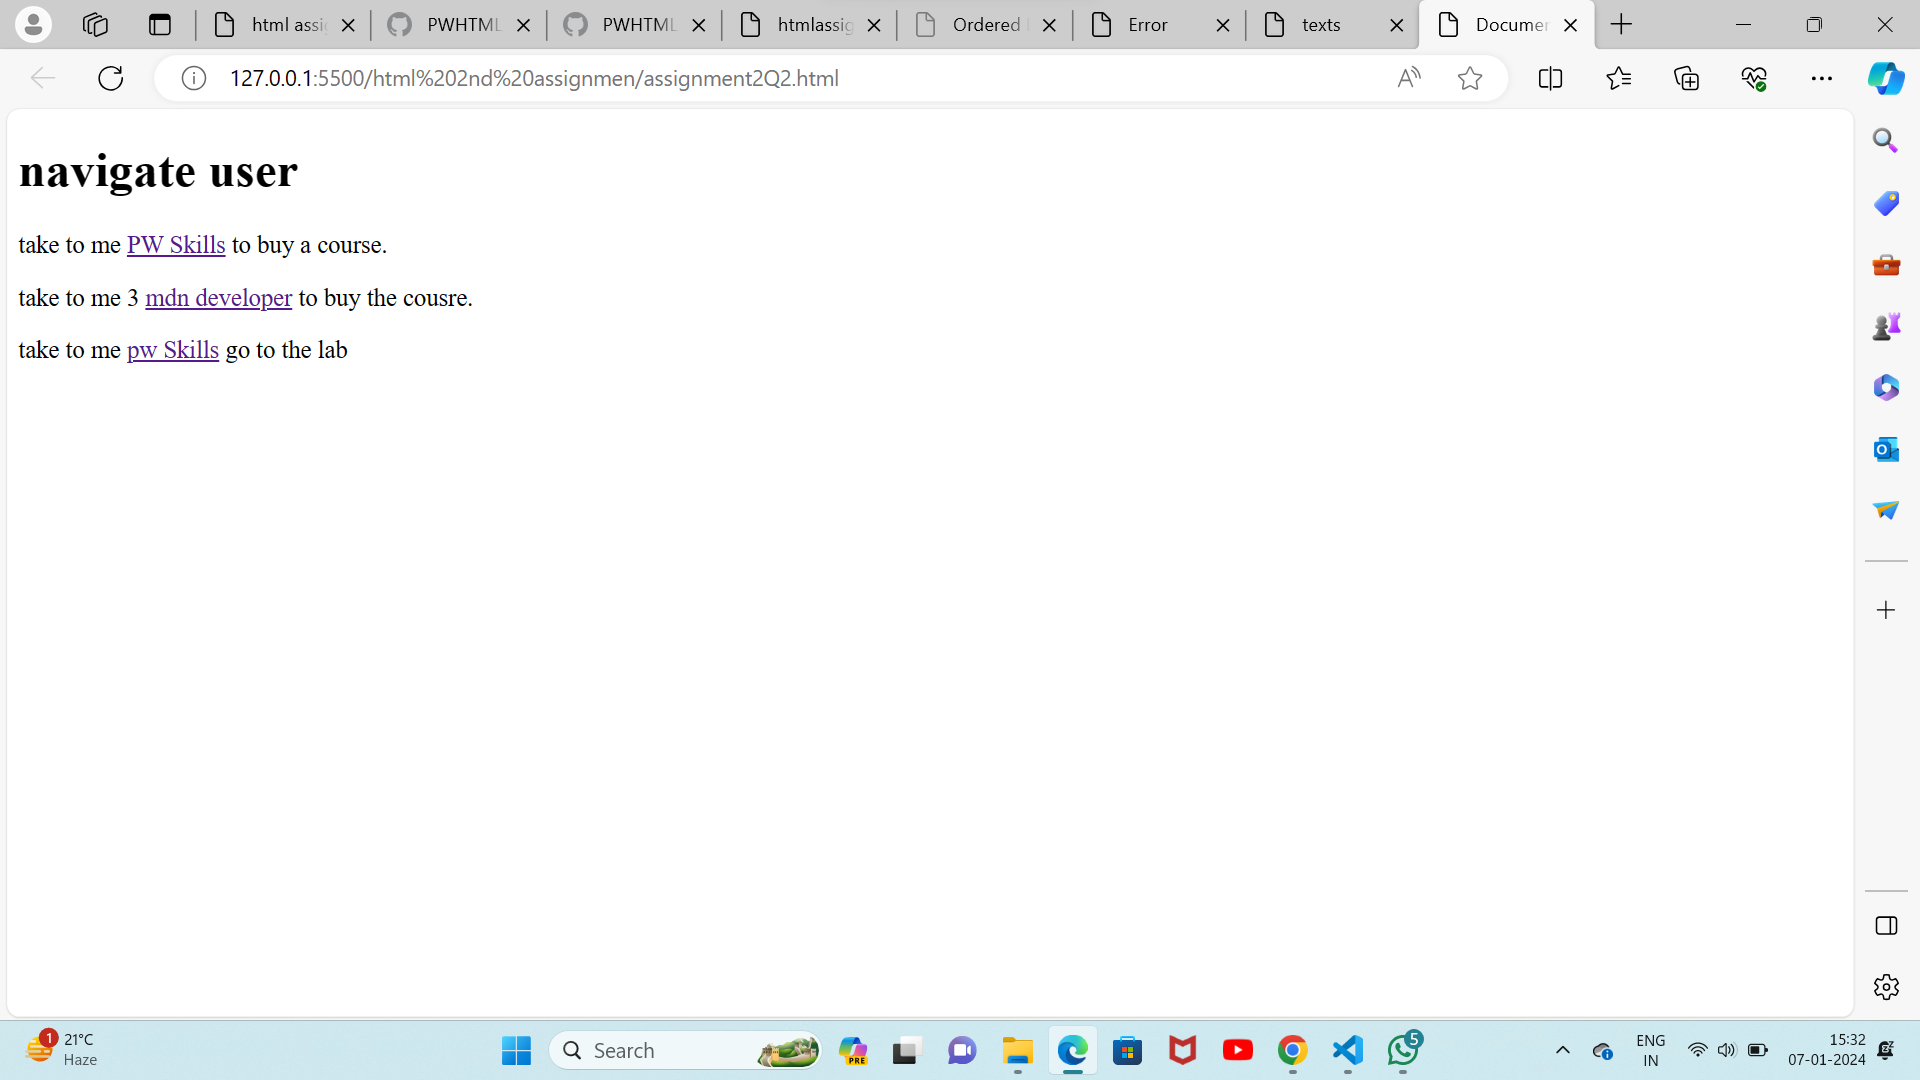 html assi
PWHTML
PWHTML
htmlassig
Ordered
Error
texts
Documen
127.0.0.1:5500/html%202nd%20assignmen/assignment2Q2.html
navigate user
take to me PW Skills to buy a course.
take to me 3 mdn developer to buy the cousre.
take to me pw Skills go to the lab
1
21°C
Haze
Search
PRE
5
ENG
IN
15:32
07-01-2024